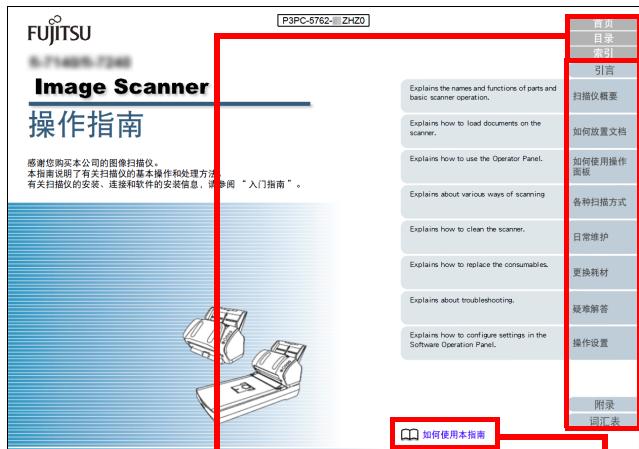 FUJITSU
P3PC-5762- ZHZ0
Image Scanner
操作指南
感谢您购买本公司的图像扫描仪。
本指南说明了有关扫描仪的基本操作和处理方法。
有关扫描仪的安装、连接和软件的安装信息，请参阅 “入门指南”。
首页
目录
索引
引言
Explains the names and functions of parts and
basic scanner operation.
扫描仪概要
Explains how to load documents on the
scanner.
如何放置文档
Explains how to use the Operator Panel.
如何使用操作
面板
Explains about various ways of scanning
各种扫描方式
Explains how to clean the scanner.
日常维护
Explains how to replace the consumables.
更换耗材
Explains about troubleshooting.
疑难解答
Explains how to configure settings in the
Software Operation Panel.
操作设置
附录
词汇表
如何使用本指南